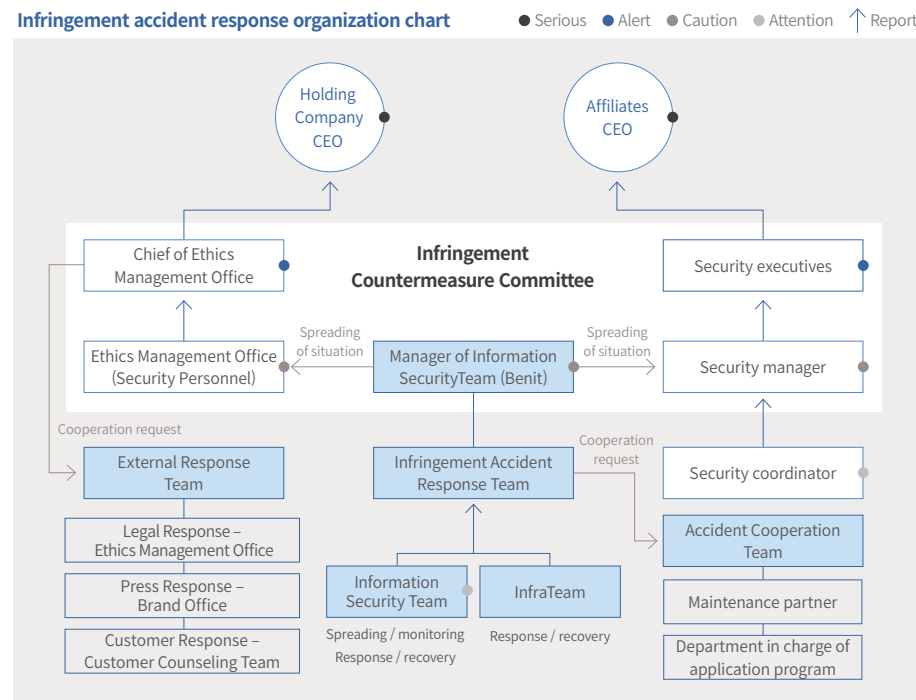 Infringement accident response organization chart
Serious
Alert
Caution
Attention
Report
Holding
Company
CEO
Affiliates
CEO
Chief of Ethics
Management Office
Infringement
Countermeasure Committee
Security executives
Ethics Management Office
(Security Personnel)
Spreading
of situation
Manager of Information
SecurityTeam (Benit)
Spreading
of situation
Security manager
Cooperation request
External Response
Team
Infringement Accident
Response Team
Cooperation
request
Security coordinator
Legal Response –
Ethics Management Office
Press Response –
Brand Office
Customer Response –
Customer Counseling Team
Information
Security Team
InfraTeam
Spreading / monitoring
Response / recovery
Response / recovery
Accident Cooperation
Team
Maintenance partner
Department in charge of
application program